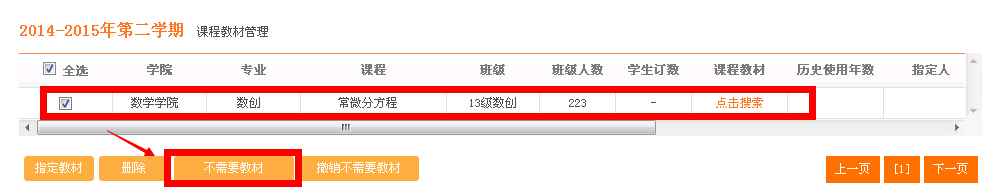 2014-2015年第二学期 课程教材管理
全选 学院 专业 课程 班级 班级人数 学生订数 课程教材 历史使用年数 指定人
数学学院 数创 常微分方程 13级数创 223 - 点击搜索
指定教材 删除 不需要教材 撤销不需要教材 上一页 [1] 下一页